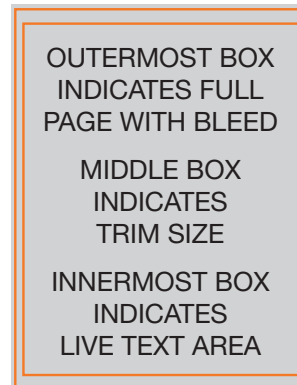 OUTERMOST BOX
INDICATES FULL
PAGE WITH BLEED
MIDDLE BOX
INDICATES
TRIM SIZE
INNERMOST BOX
INDICATES
LIVE TEXT AREA